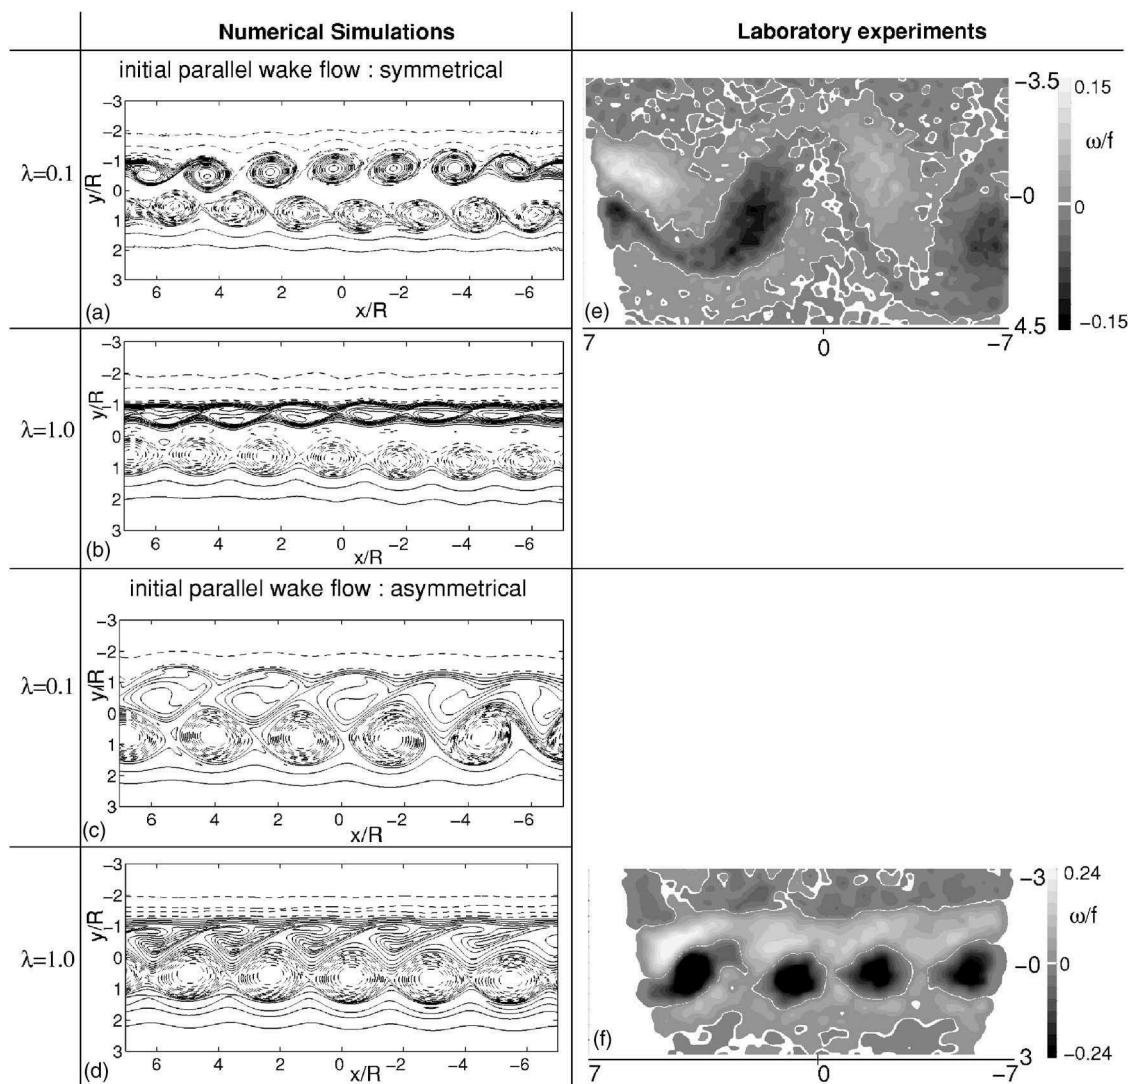 Numerical Simulations
Laboratory experiments
initial parallel wake flow : symmetrical
λ=0.1
y/R
-3
-2
-1
0
1
2
3
6 4 2 0 -2 -4 -6
x/R
(a)
-3.5
-0
4.5
7 0 -7
0.15
ω/f
0
-0.15
(e)
λ=1.0
y/R
-3
-2
-1
0
1
2
3
6 4 2 0 -2 -4 -6
x/R
(b)
initial parallel wake flow : asymmetrical
λ=0.1
y/R
-3
-2
-1
0
1
2
3
6 4 2 0 -2 -4 -6
x/R
(c)
λ=1.0
y/R
-3
-2
-1
0
1
2
3
6 4 2 0 -2 -4 -6
x/R
(d)
-3
-0
3
7 0 -7
0.24
ω/f
0
-0.24
(f)